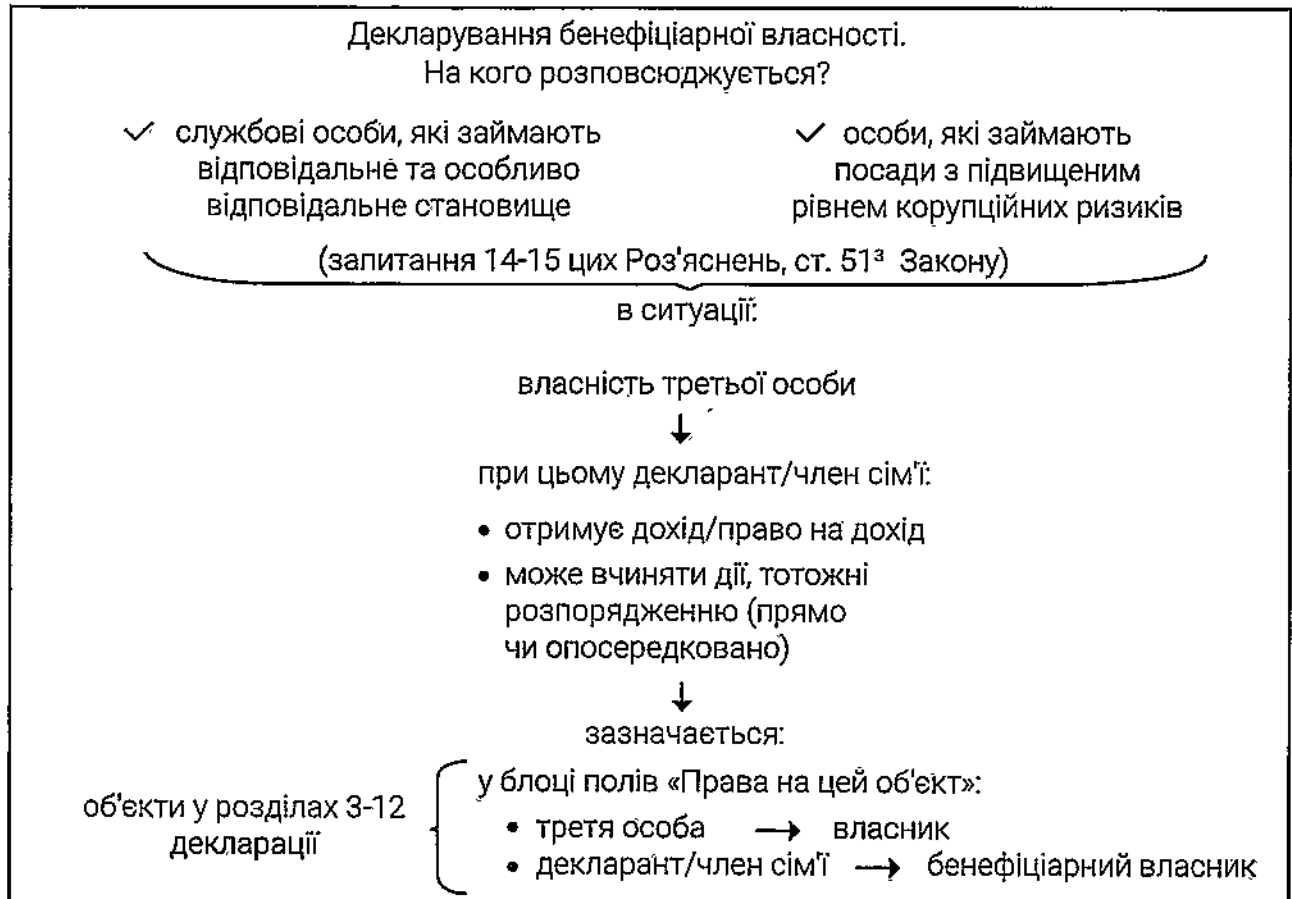 Декларування бенефіціарної власності.
На кого розповсюджується?
✓ службові особи, які займають
відповідальне та особливо
відповідальне становище
✓ особи, які займають
посади з підвищеним
рівнем корупційних ризиків
(запитання 14-15 цих Роз'яснень, ст. 51³ Закону)
в ситуації:
власність третьої особи
↓
при цьому декларант/член сім'ї:
• отримує дохід/право на дохід
• може вчиняти дії, тотожні
розпорядженню (прямо
чи опосередковано)
↓
зазначається:
об'єкти у розділах 3-12
декларації
у блоці полів «Права на цей об'єкт»:
• третя особа → власник
• декларант/член сім'ї → бенефіціарний власник